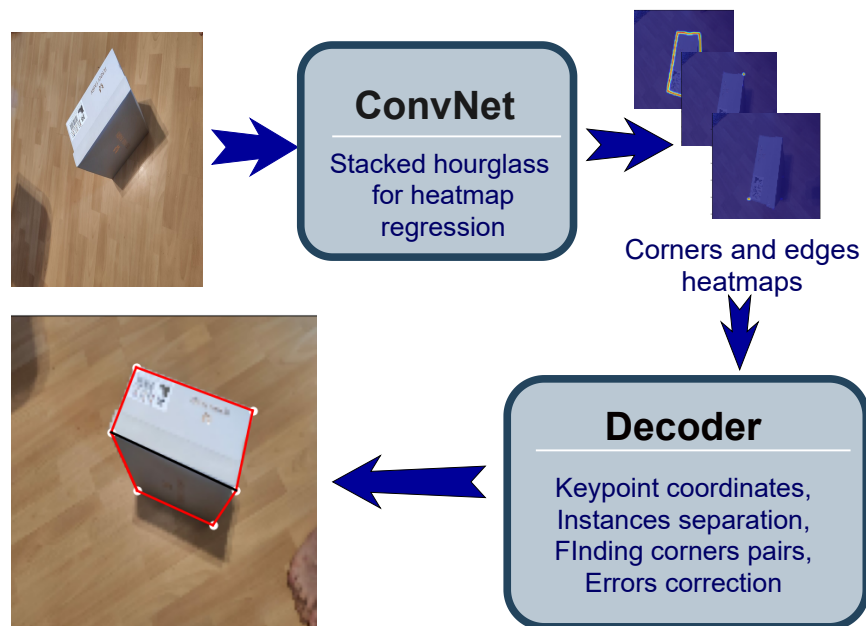 ConvNet
Stacked hourglass
for heatmap
regression
Corners and edges
heatmaps
Decoder
Keypoint coordinates,
Instances separation,
FInding corners pairs,
Errors correction